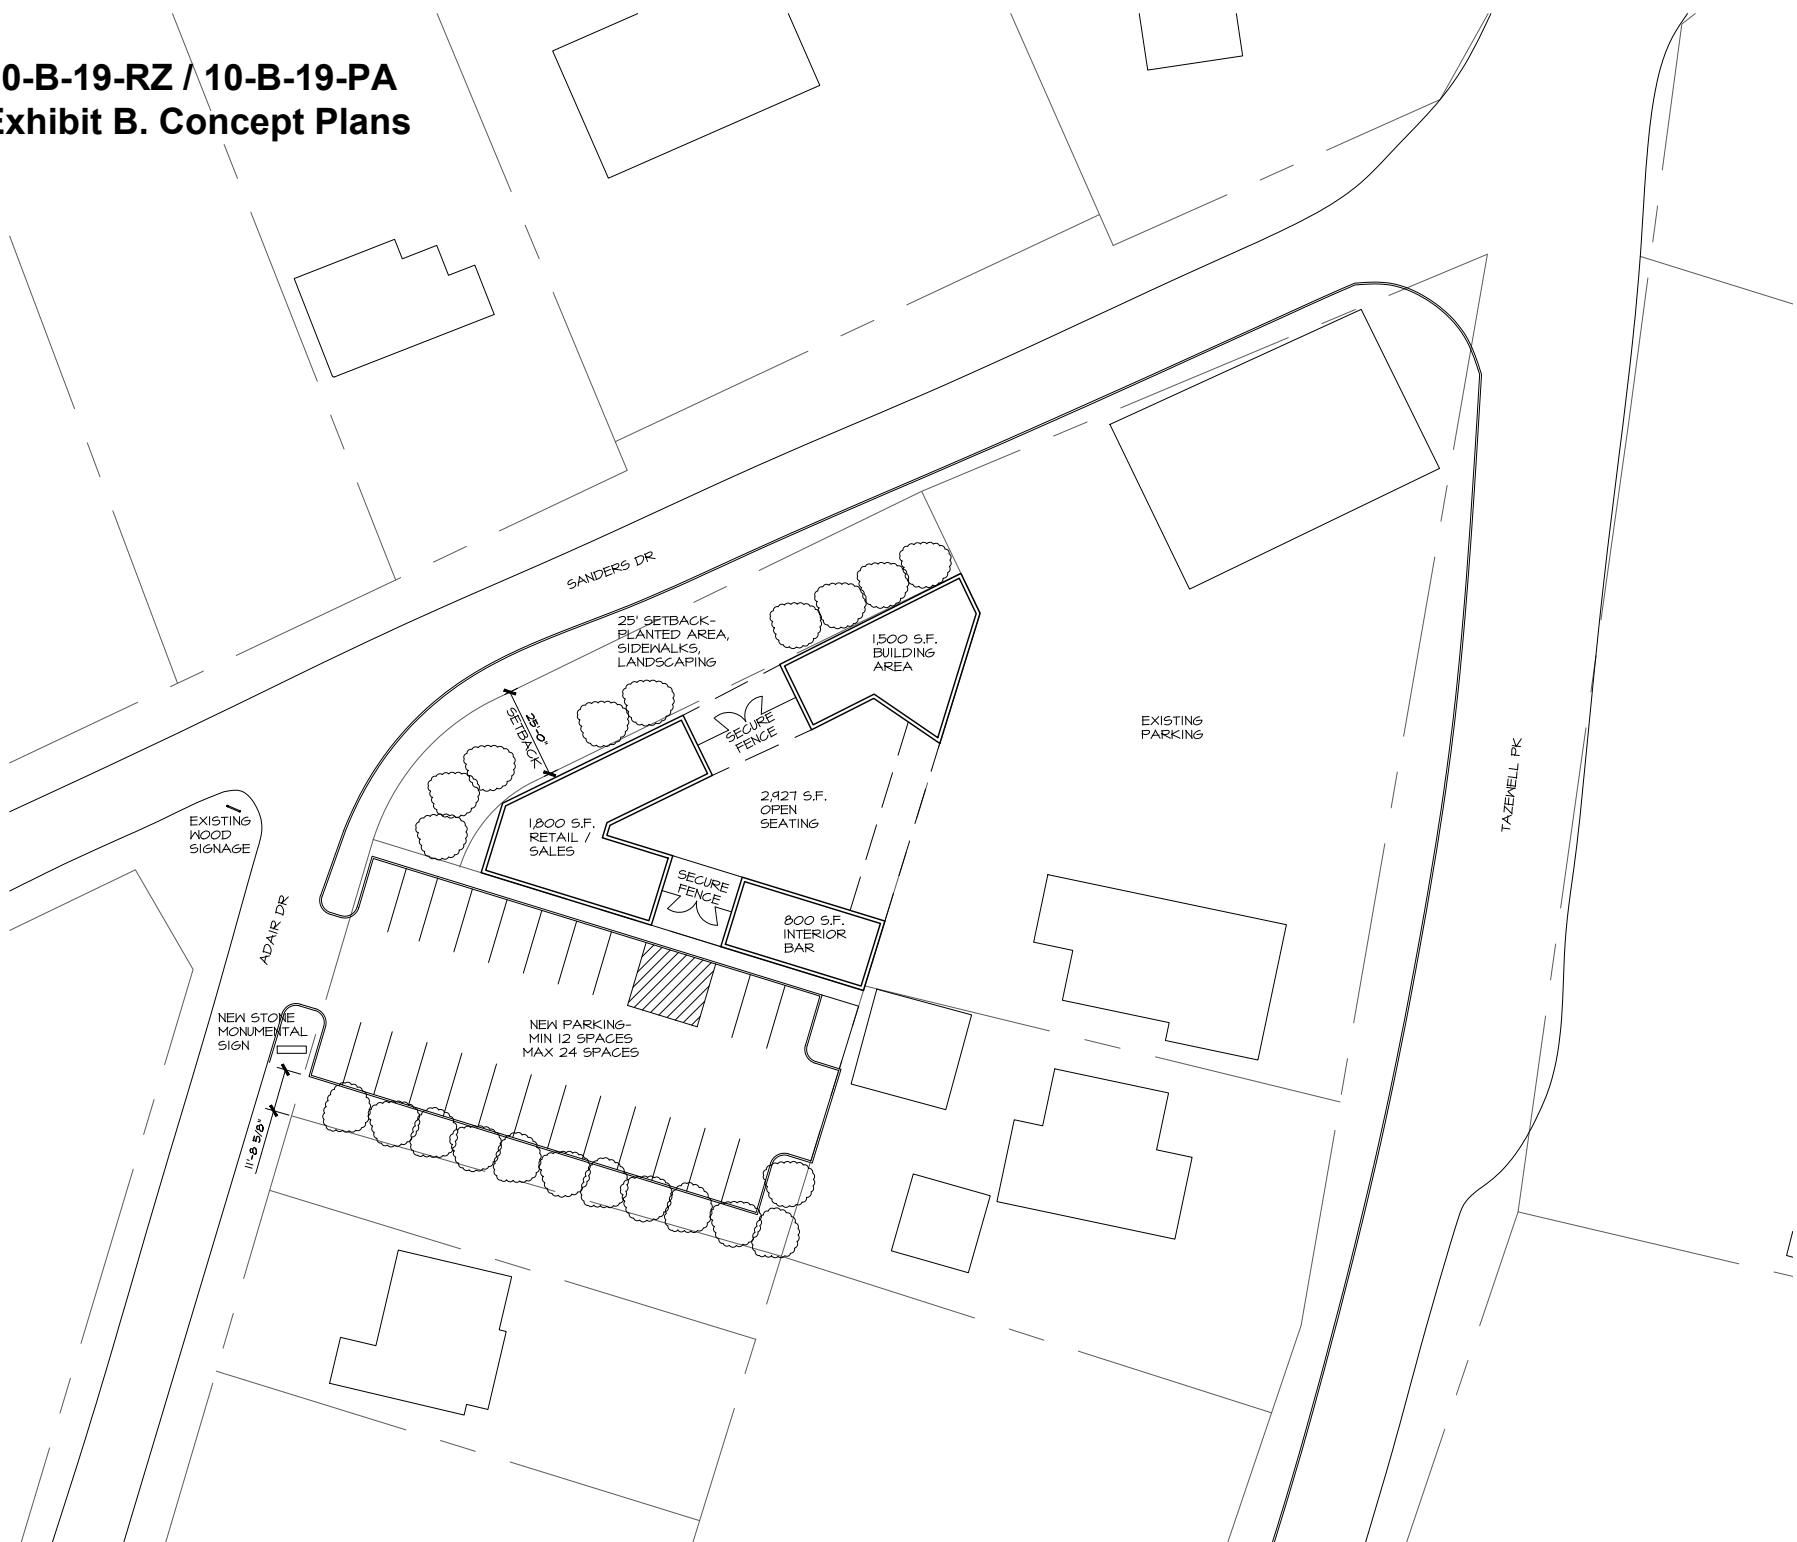 0-B-19-RZ / 10-B-19-PA
Exhibit B. Concept Plans
SANDERS DR
25' SETBACK-
PLANTED AREA,
SIDEWALKS,
LANDSCAPING
1,500 S.F.
BUILDING
AREA
25'-0"
SETBACK
SECURE
FENCE
EXISTING
PARKING
TAZEWELL PK
2,927 S.F.
OPEN
SEATING
1,800 S.F.
RETAIL /
SALES
EXISTING
WOOD
SIGNAGE
SECURE
FENCE
800 S.F.
INTERIOR
BAR
ADAIR DR
NEW STONE
MONUMENTAL
SIGN
NEW PARKING-
MIN 12 SPACES
MAX 24 SPACES
11'-8 5/8"